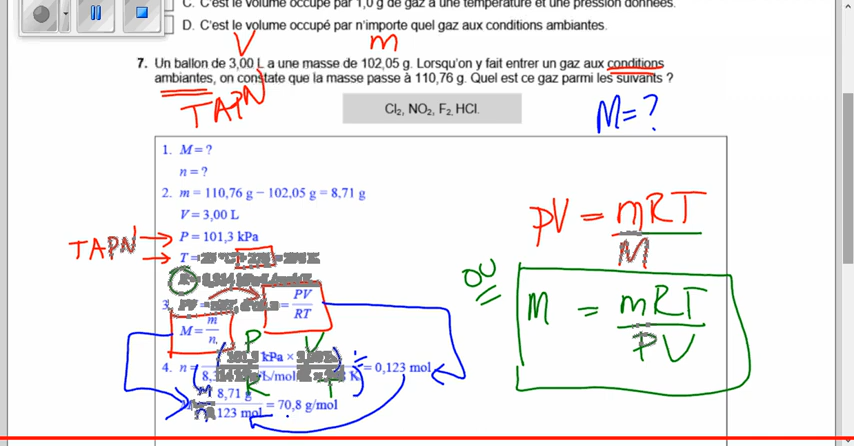 C. C'est le volume occupé par 1,0 g de gaz à une température et une pression données.
D. C'est le volume occupé par n'importe quel gaz aux conditions ambiantes.
V
m
7. Un ballon de 3,00 L a une masse de 102,05 g. Lorsqu'on y fait entrer un gaz aux conditions
ambiantes, on constate que la masse passe à 110,76 g. Quel est ce gaz parmi les suivants ?
TAPN
Cl₂, NO₂, F₂, HCl.
M=?
1. M = ?
n = ?
2. m = 110,76 g − 102,05 g = 8,71 g
V = 3,00 L
TAPN
P = 101,3 kPa
T =
PV = mRT/M
OU
M = mRT/PV
3.
= PV/RT
M = m/n
P V
4. n =
kPa ×
L/mol
= 0,123 mol
R T
m 8,71 g
n 123 mol = 70,8 g/mol